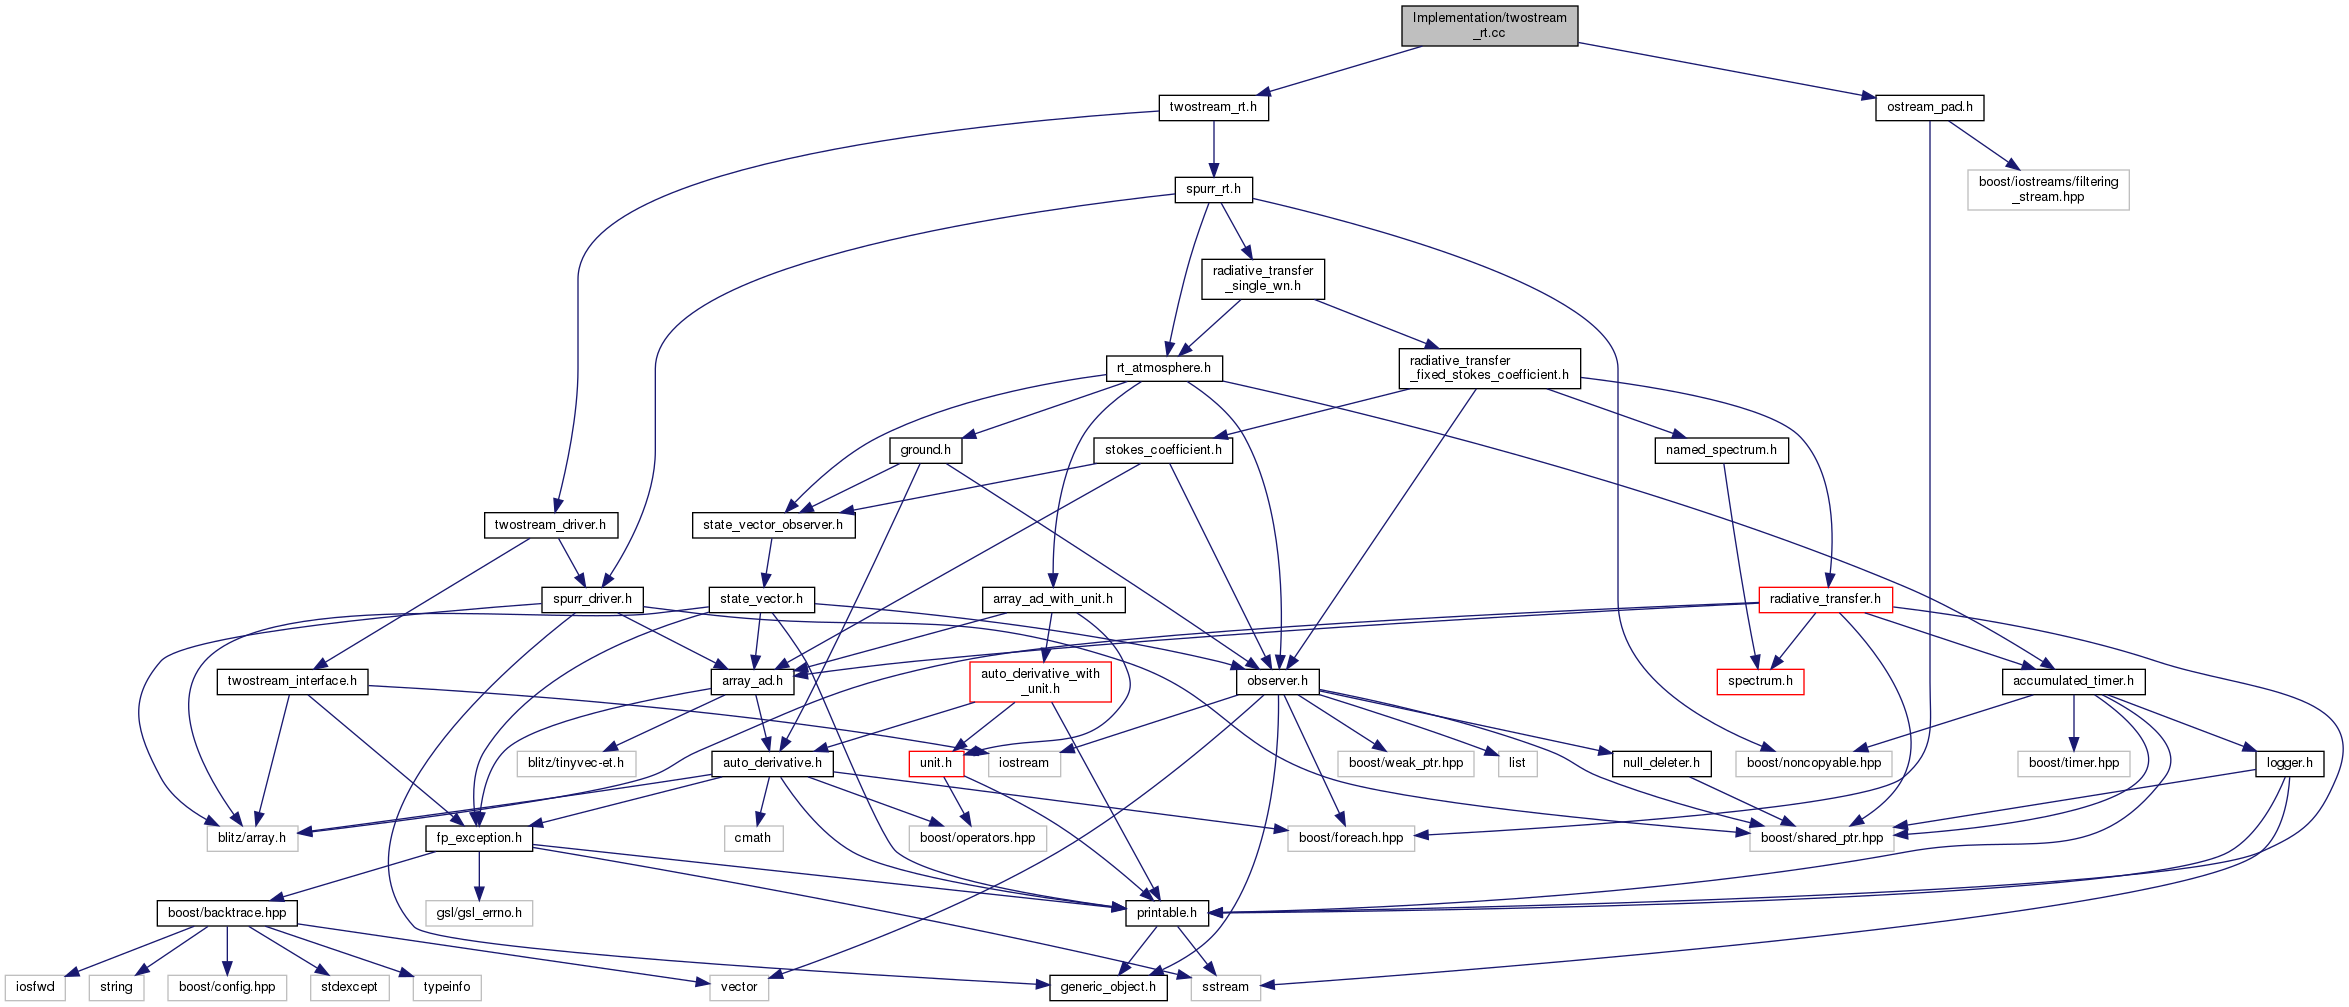 Implementation/twostream
_rt.cc
twostream_rt.h
ostream_pad.h
spurr_rt.h
boost/iostreams/filtering
_stream.hpp
radiative_transfer
_single_wn.h
rt_atmosphere.h
radiative_transfer
_fixed_stokes_coefficient.h
ground.h
stokes_coefficient.h
named_spectrum.h
twostream_driver.h
state_vector_observer.h
spurr_driver.h
state_vector.h
array_ad_with_unit.h
radiative_transfer.h
twostream_interface.h
array_ad.h
auto_derivative_with
_unit.h
observer.h
spectrum.h
accumulated_timer.h
blitz/tinyvec-et.h
auto_derivative.h
unit.h
iostream
boost/weak_ptr.hpp
list
null_deleter.h
boost/noncopyable.hpp
boost/timer.hpp
logger.h
blitz/array.h
fp_exception.h
cmath
boost/operators.hpp
boost/foreach.hpp
boost/shared_ptr.hpp
boost/backtrace.hpp
gsl/gsl_errno.h
printable.h
iosfwd
string
boost/config.hpp
stdexcept
typeinfo
vector
generic_object.h
sstream